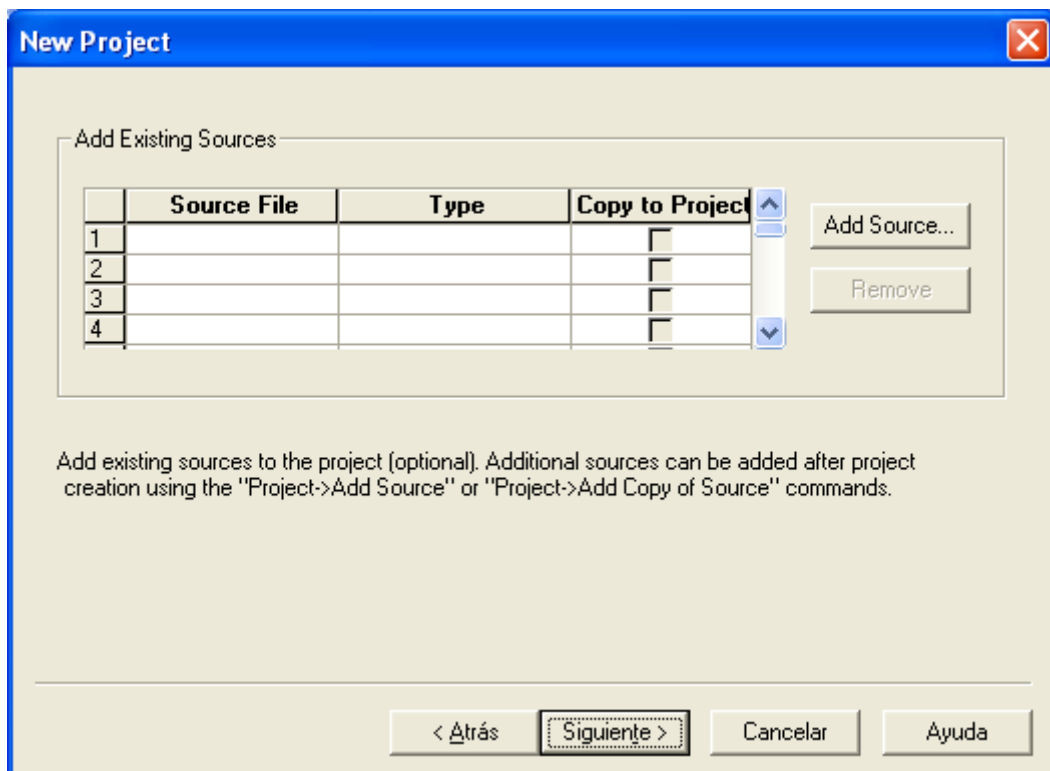 New Project
Add Existing Sources
Source File Type Copy to Project
1
2
3
4
Add Source...
Remove
Add existing sources to the project (optional). Additional sources can be added after project
creation using the "Project->Add Source" or "Project->Add Copy of Source" commands.
< Atrás Siguiente > Cancelar Ayuda